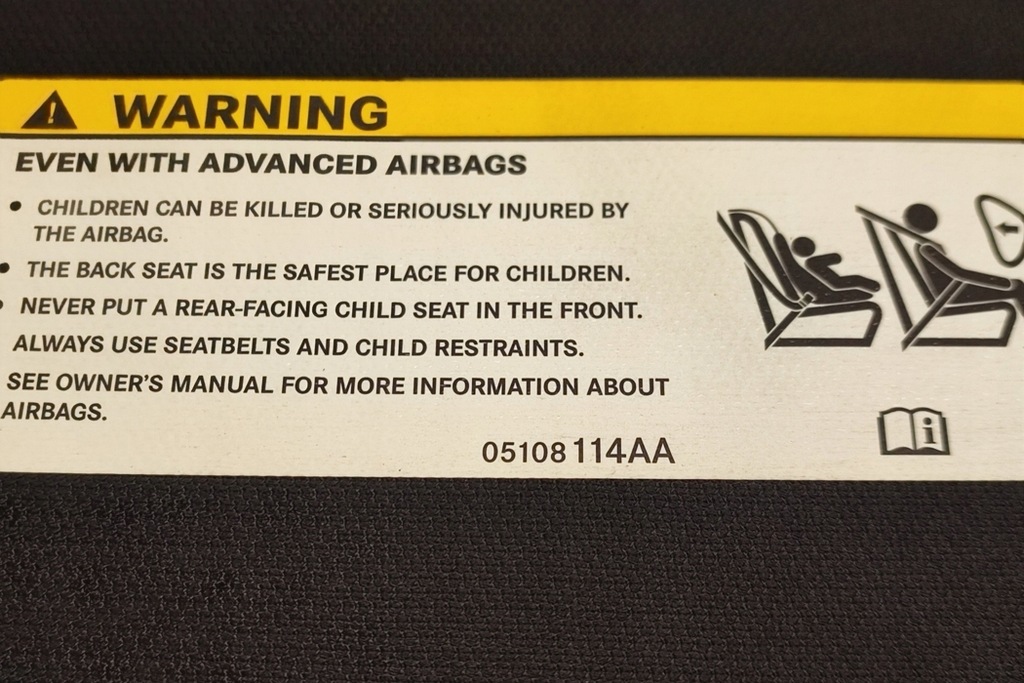 WARNING
EVEN WITH ADVANCED AIRBAGS
• CHILDREN CAN BE KILLED OR SERIOUSLY INJURED BY
THE AIRBAG.
• THE BACK SEAT IS THE SAFEST PLACE FOR CHILDREN.
• NEVER PUT A REAR-FACING CHILD SEAT IN THE FRONT.
ALWAYS USE SEATBELTS AND CHILD RESTRAINTS.
SEE OWNER'S MANUAL FOR MORE INFORMATION ABOUT
AIRBAGS.
05108114AA